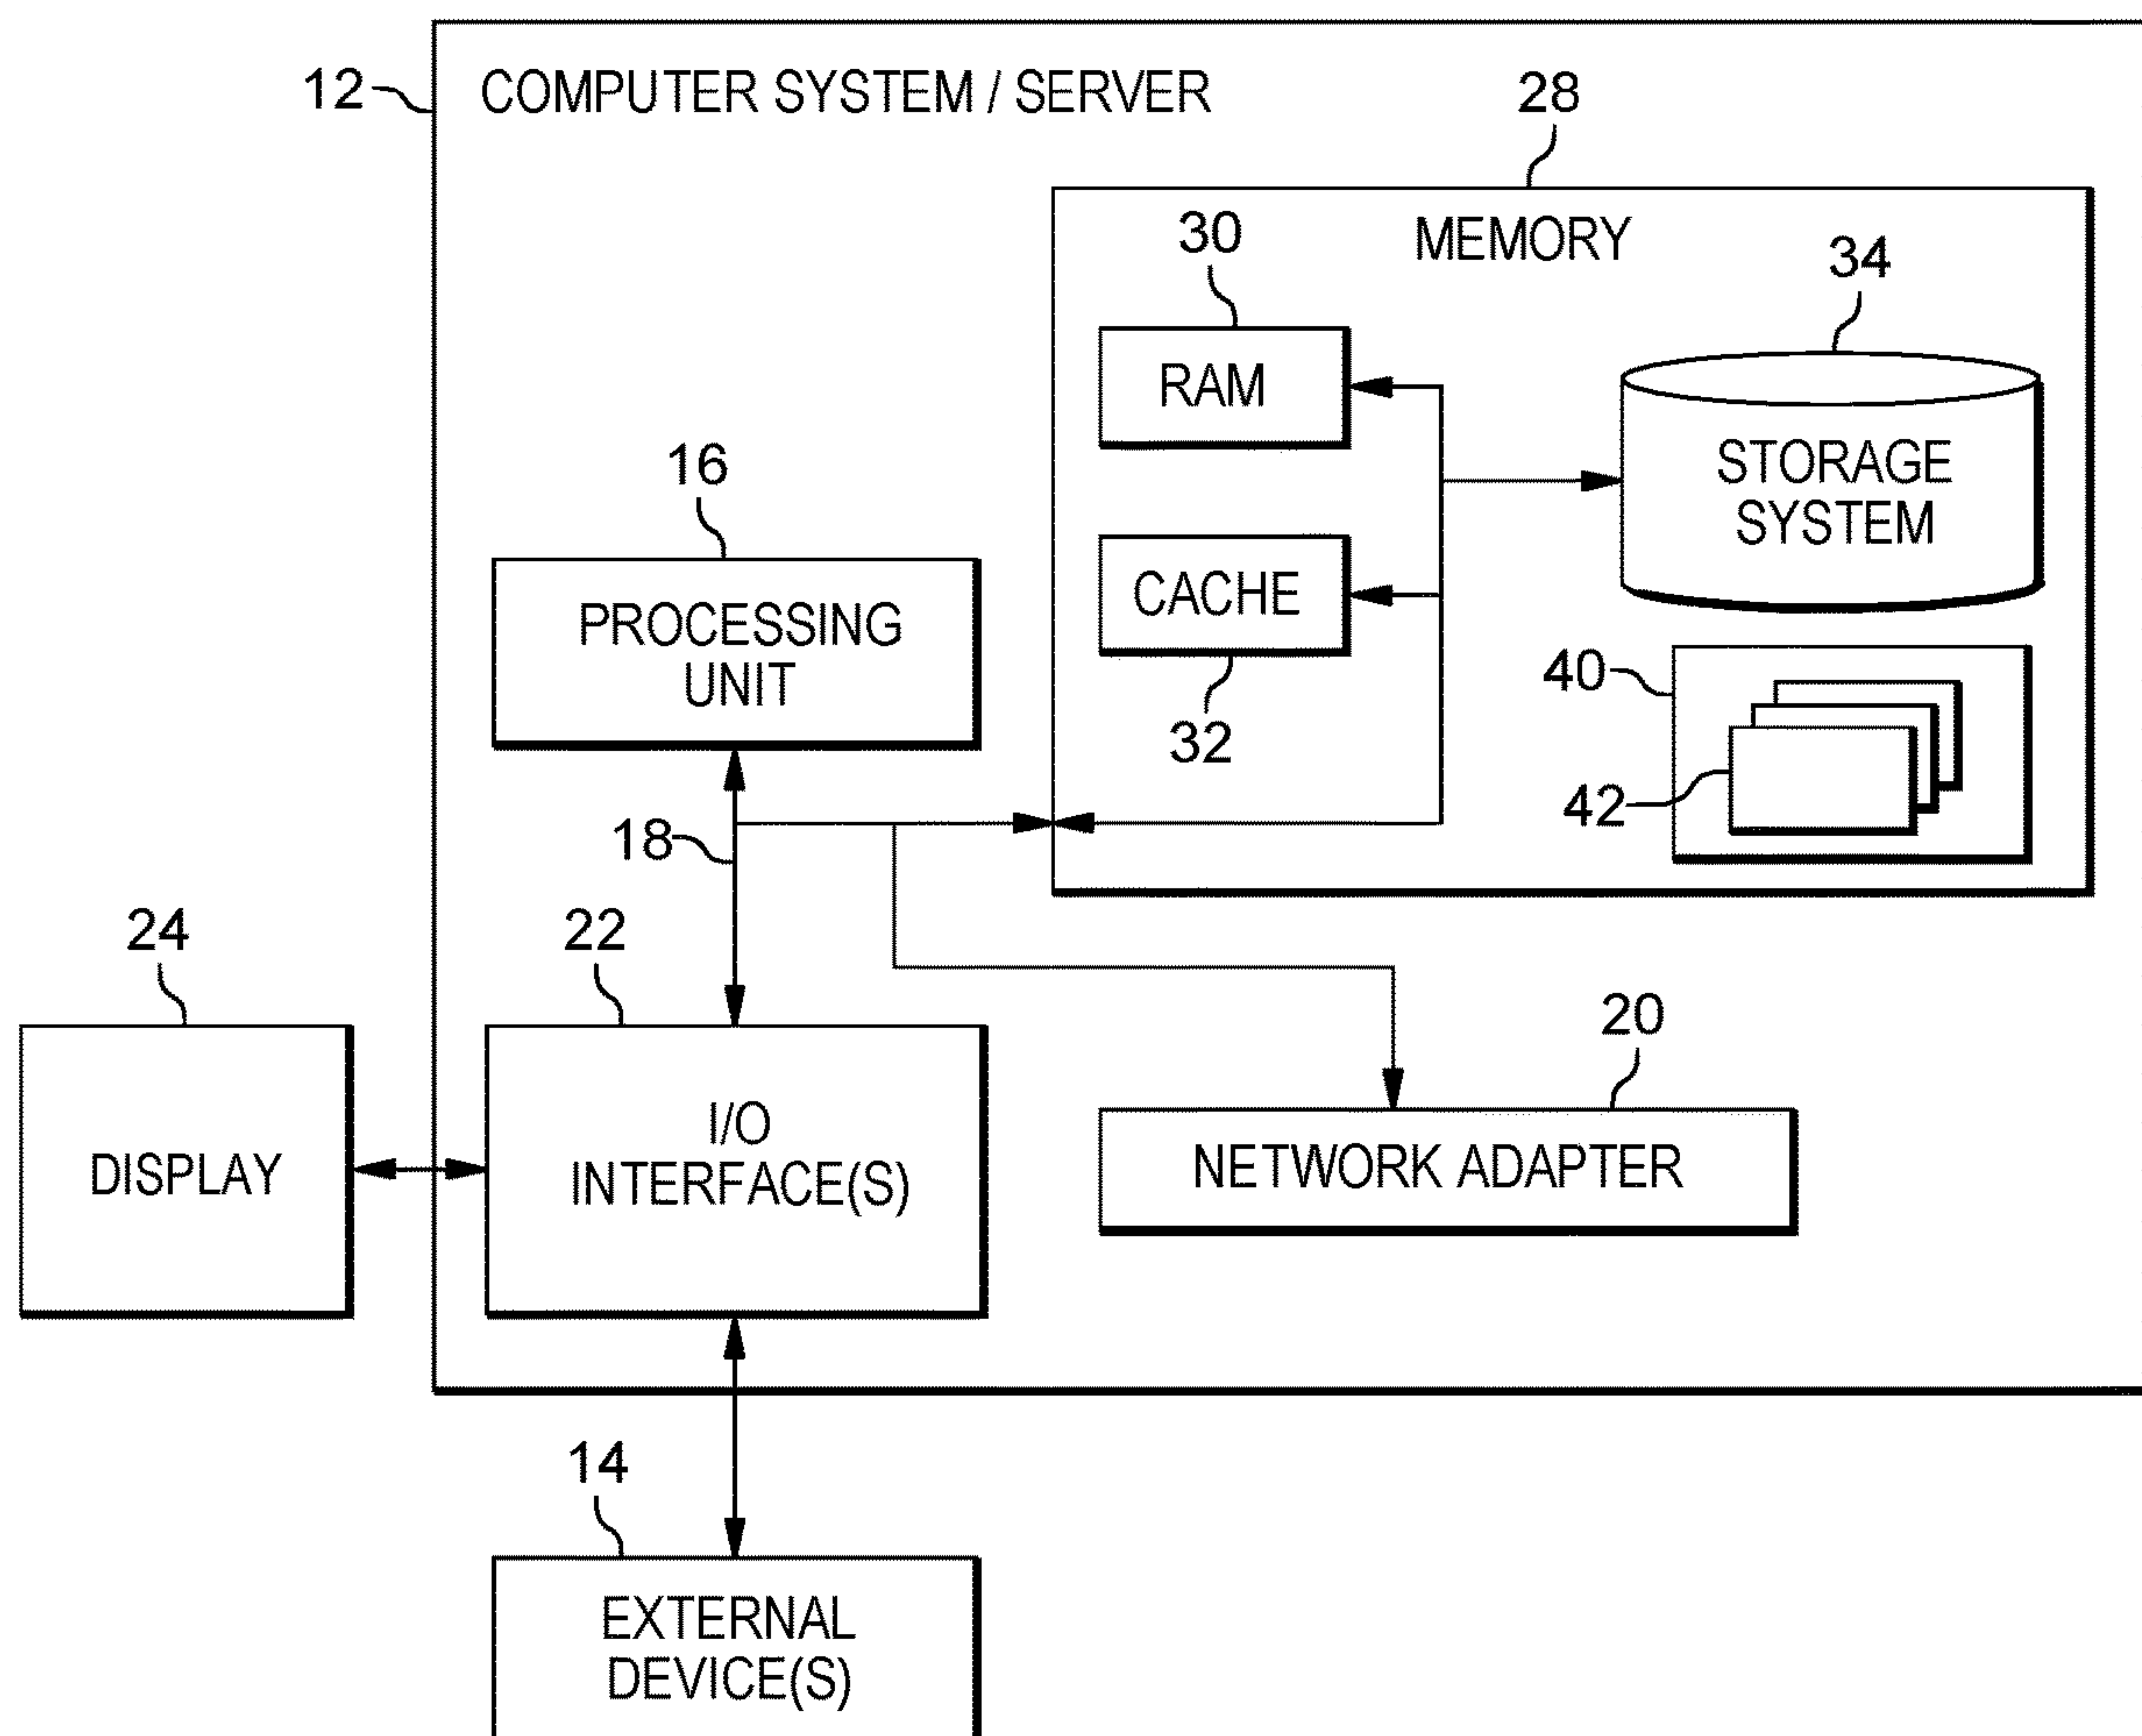 12
COMPUTER SYSTEM / SERVER
28
MEMORY
30
34
RAM
STORAGE
SYSTEM
16
PROCESSING
UNIT
CACHE
32
40
42
18
24
22
20
DISPLAY
I/O
INTERFACE(S)
NETWORK ADAPTER
14
EXTERNAL
DEVICE(S)